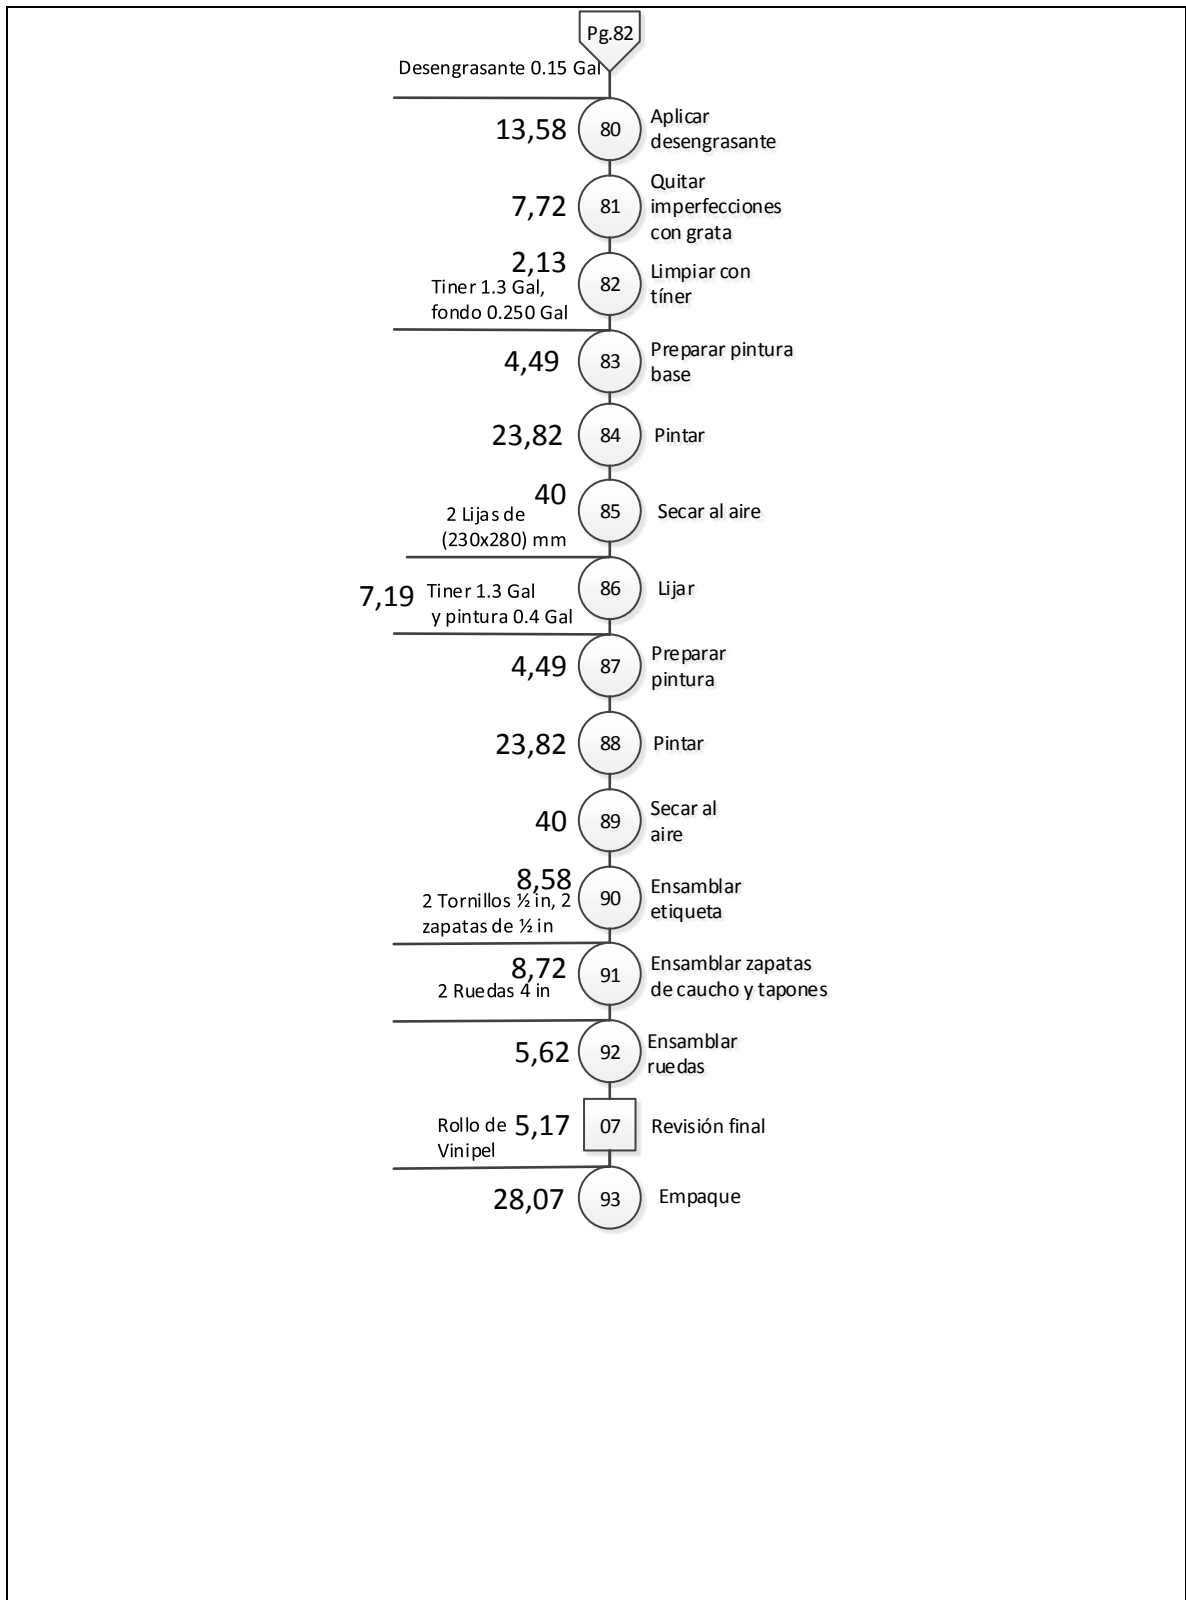 Pg.82
Desengrasante 0.15 Gal
13,58
80
Aplicar
desengrasante
7,72
81
Quitar
imperfecciones
con grata
2,13
82
Limpiar con
tíner
Tiner 1.3 Gal,
fondo 0.250 Gal
4,49
83
Preparar pintura
base
23,82
84
Pintar
40
85
Secar al aire
2 Lijas de
(230x280) mm
7,19
86
Lijar
Tiner 1.3 Gal
y pintura 0.4 Gal
4,49
87
Preparar
pintura
23,82
88
Pintar
40
89
Secar al
aire
8,58
90
Ensamblar
etiqueta
2 Tornillos ½ in, 2
zapatas de ½ in
8,72
91
Ensamblar zapatas
de caucho y tapones
2 Ruedas 4 in
5,62
92
Ensamblar
ruedas
5,17
07
Revisión final
Rollo de
Vinipel
28,07
93
Empaque